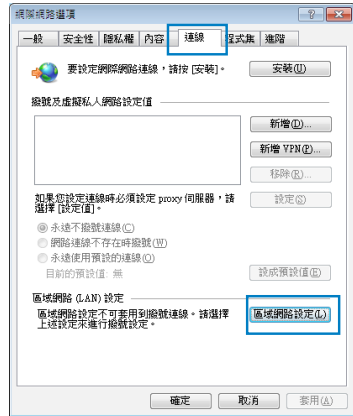 網際網路選項
一般 安全性 隱私權 內容 連線 程式集 進階
要設定網際網路連線，請按 [安裝]。
安裝(U)
撥號及虛擬私人網路設定值
新增(D)...
新增 VPN(P)...
移除(R)...
如果您設定連線時必須設定 proxy 伺服器，請
選擇 [設定值]。
設定(S)
永遠不撥號連線(C)
網路連線不存在時撥號(W)
永遠使用預設的連線(O)
目前的預設值: 無
設成預設值(E)
區域網路 (LAN) 設定
區域網路設定不可套用到撥號連線。請選擇
上述設定來進行撥號設定。
區域網路設定(L)
確定 取消 套用(A)